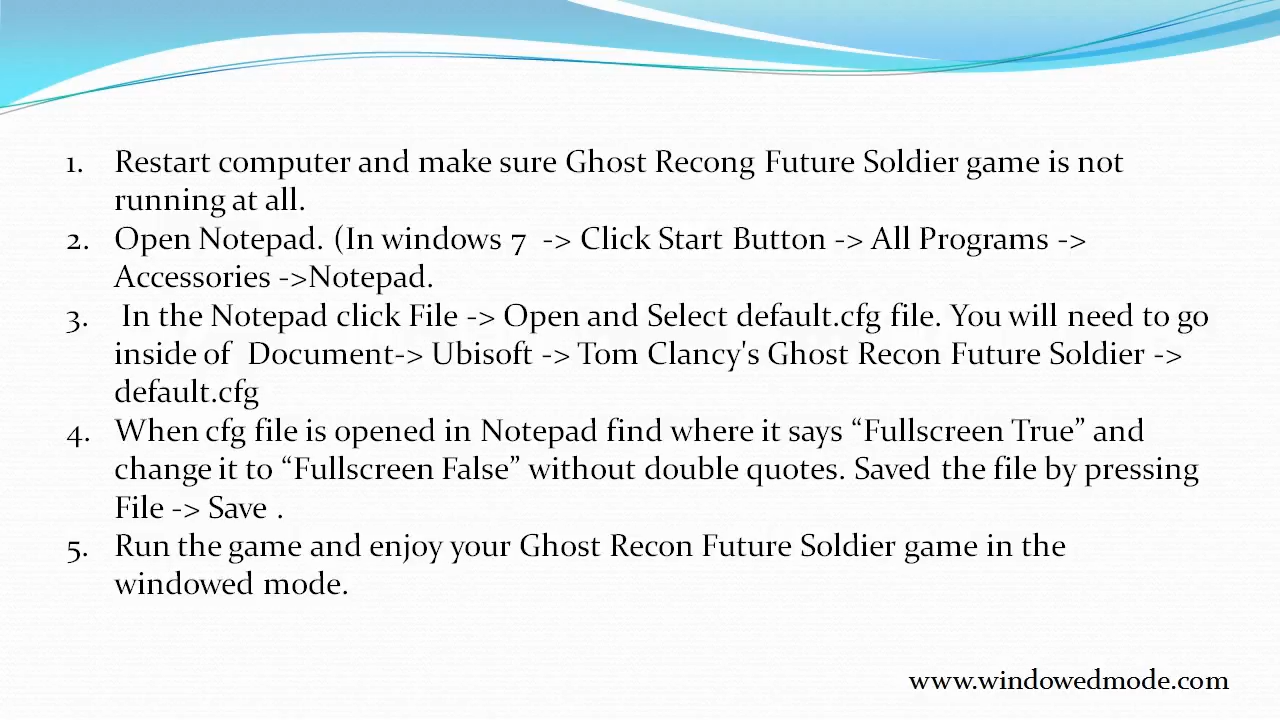 1. Restart computer and make sure Ghost Recong Future Soldier game is not
running at all.
2. Open Notepad. (In windows 7 -> Click Start Button -> All Programs ->
Accessories ->Notepad.
3. In the Notepad click File -> Open and Select default.cfg file. You will need to go
inside of Document-> Ubisoft -> Tom Clancy's Ghost Recon Future Soldier ->
default.cfg
4. When cfg file is opened in Notepad find where it says “Fullscreen True” and
change it to “Fullscreen False” without double quotes. Saved the file by pressing
File -> Save .
5. Run the game and enjoy your Ghost Recon Future Soldier game in the
windowed mode.
www.windowedmode.com